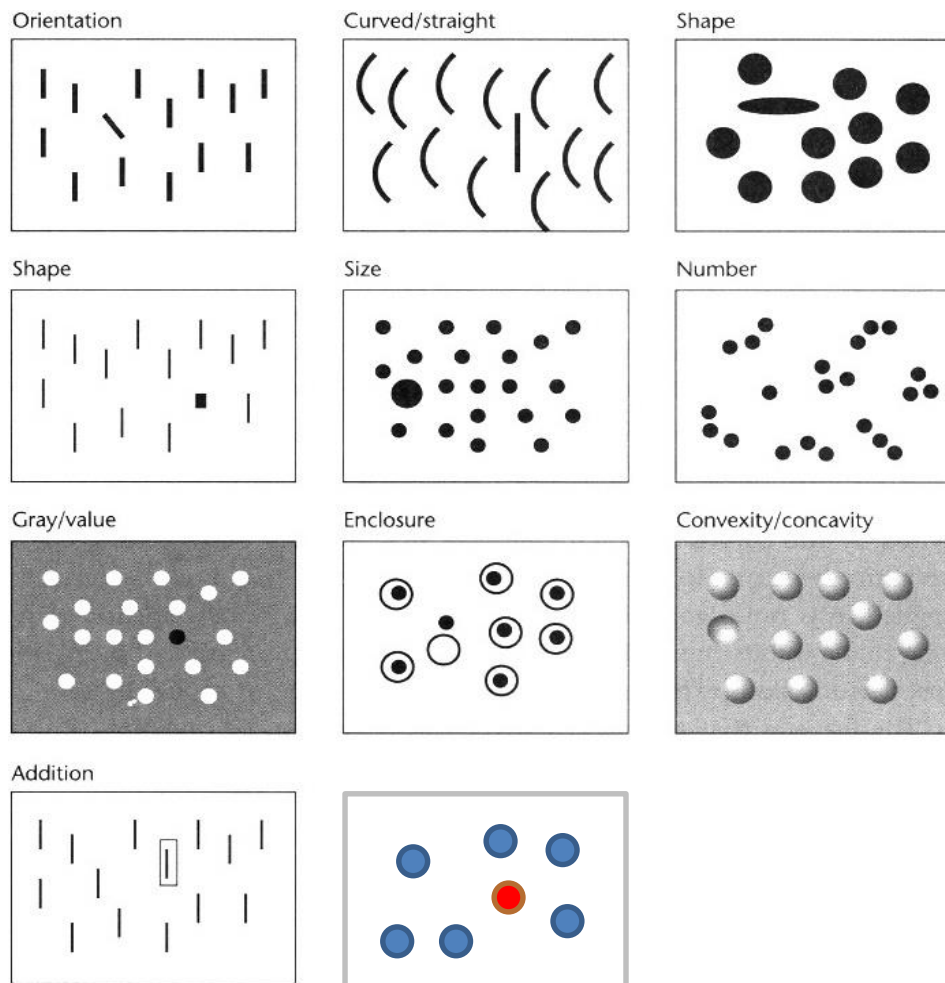 Orientation
Curved/straight
Shape
Shape
Size
Number
Gray/value
Enclosure
Convexity/concavity
Addition